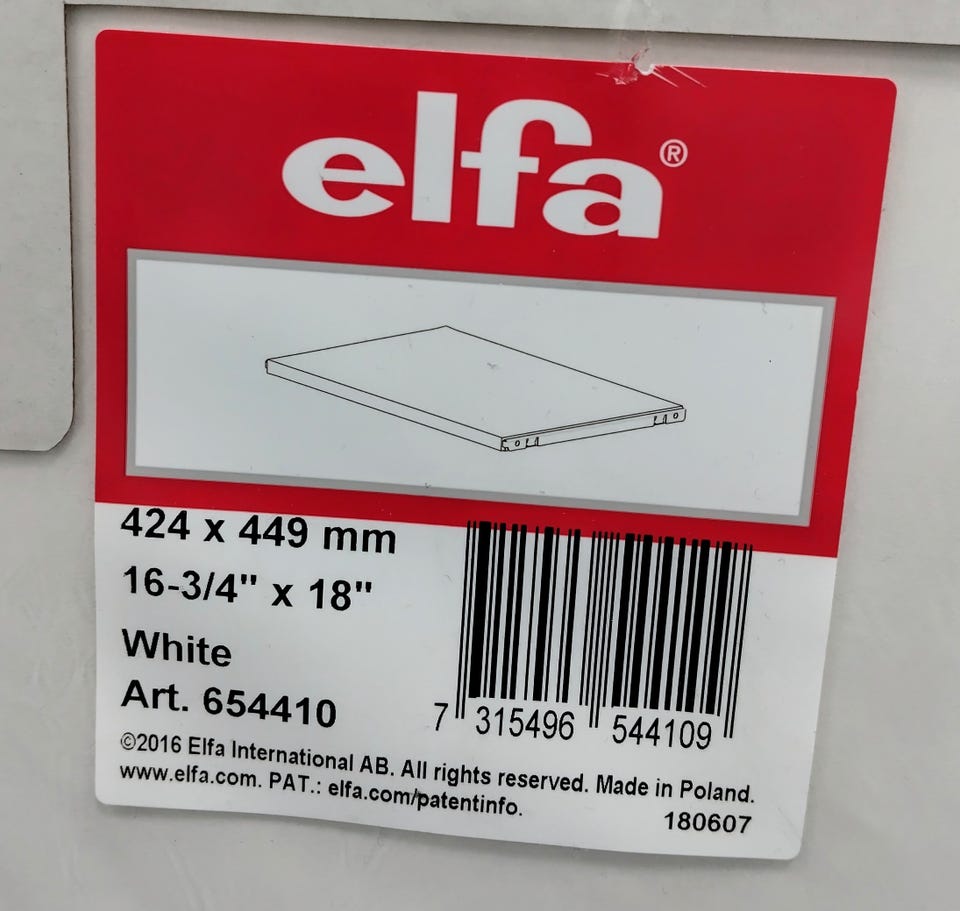 elfa®
424 x 449 mm
16-3/4" x 18"
White
Art. 654410
7 315496 544109
©2016 Elfa International AB. All rights reserved. Made in Poland.
www.elfa.com. PAT.: elfa.com/patentinfo.
180607